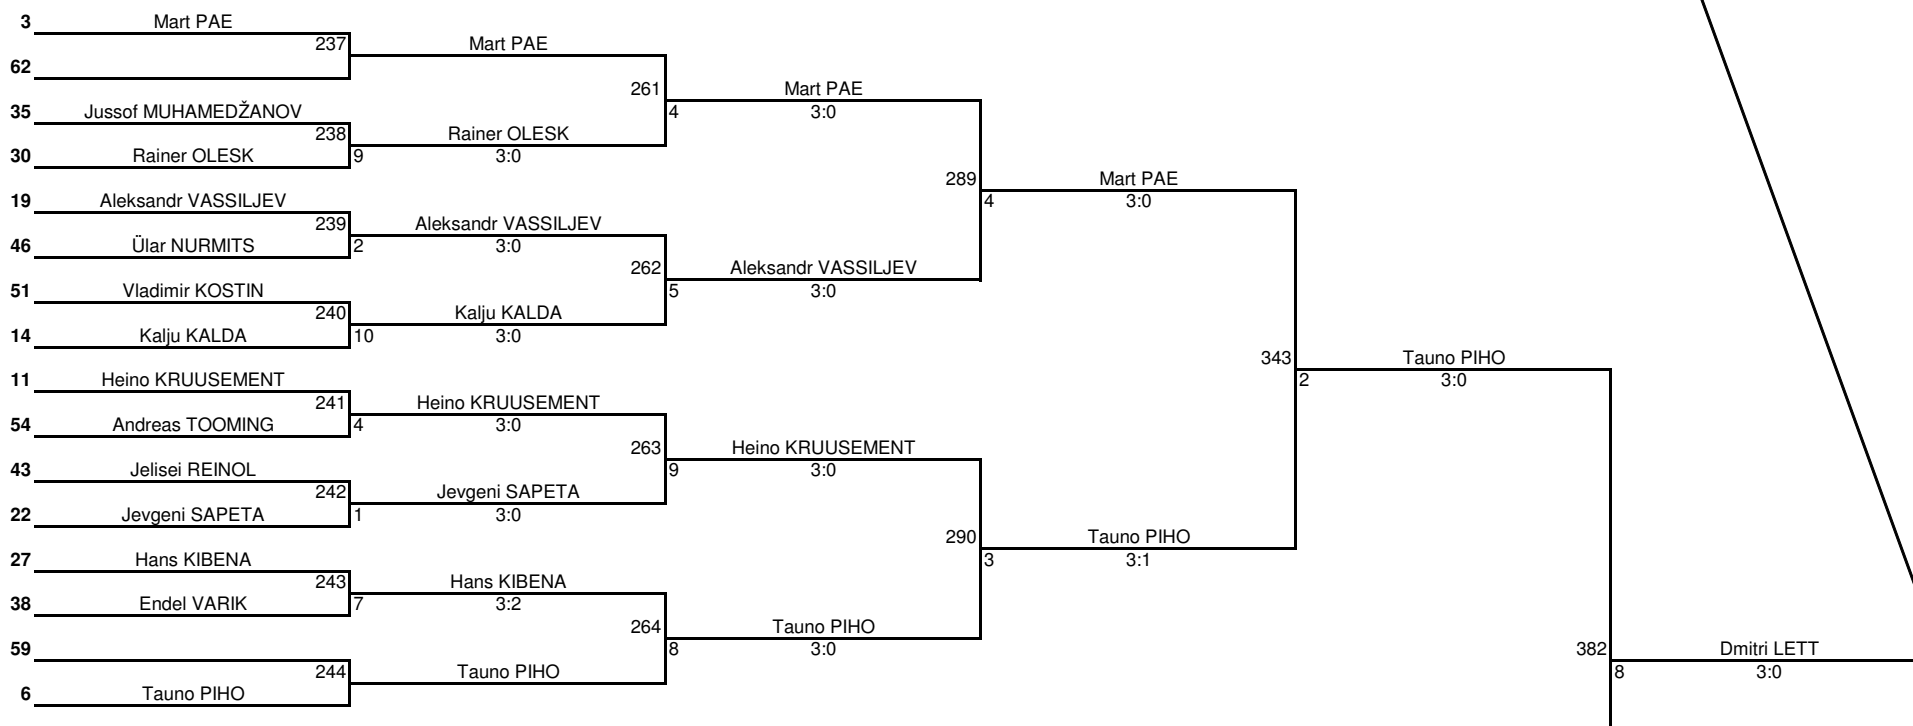 3 Mart PAE
237 Mart PAE
62
261 Mart PAE
35 Jussof MUHAMEDŽANOV
4 3:0
238 Rainer OLESK
30 Rainer OLESK 9 3:0
289 Mart PAE
19 Aleksandr VASSILJEV
4 3:0
239 Aleksandr VASSILJEV
46 Ülar NURMITS 2 3:0
262 Aleksandr VASSILJEV
51 Vladimir KOSTIN
5 3:0
240 Kalju KALDA
14 Kalju KALDA 10 3:0
343 Tauno PIHO
11 Heino KRUUSEMENT
2 3:0
241 Heino KRUUSEMENT
54 Andreas TOOMING 4 3:0
263 Heino KRUUSEMENT
43 Jelisei REINOL
9 3:0
242 Jevgeni SAPETA
22 Jevgeni SAPETA 1 3:0
290 Tauno PIHO
27 Hans KIBENA
3 3:1
243 Hans KIBENA
38 Endel VARIK 7 3:2
264 Tauno PIHO
59
8 3:0
382 Dmitri LETT
244 Tauno PIHO
8 3:0
6 Tauno PIHO